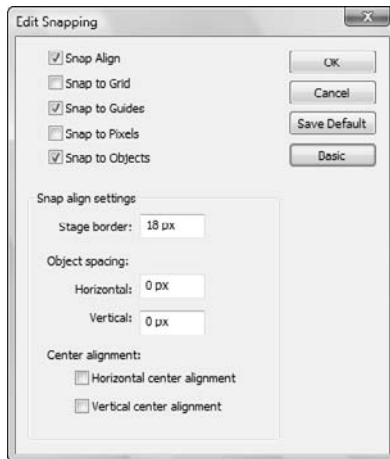 Edit Snapping
Snap Align
Snap to Grid
Snap to Guides
Snap to Pixels
Snap to Objects
OK
Cancel
Save Default
Basic
Snap align settings
Stage border: 18 px
Object spacing:
Horizontal: 0 px
Vertical: 0 px
Center alignment:
Horizontal center alignment
Vertical center alignment